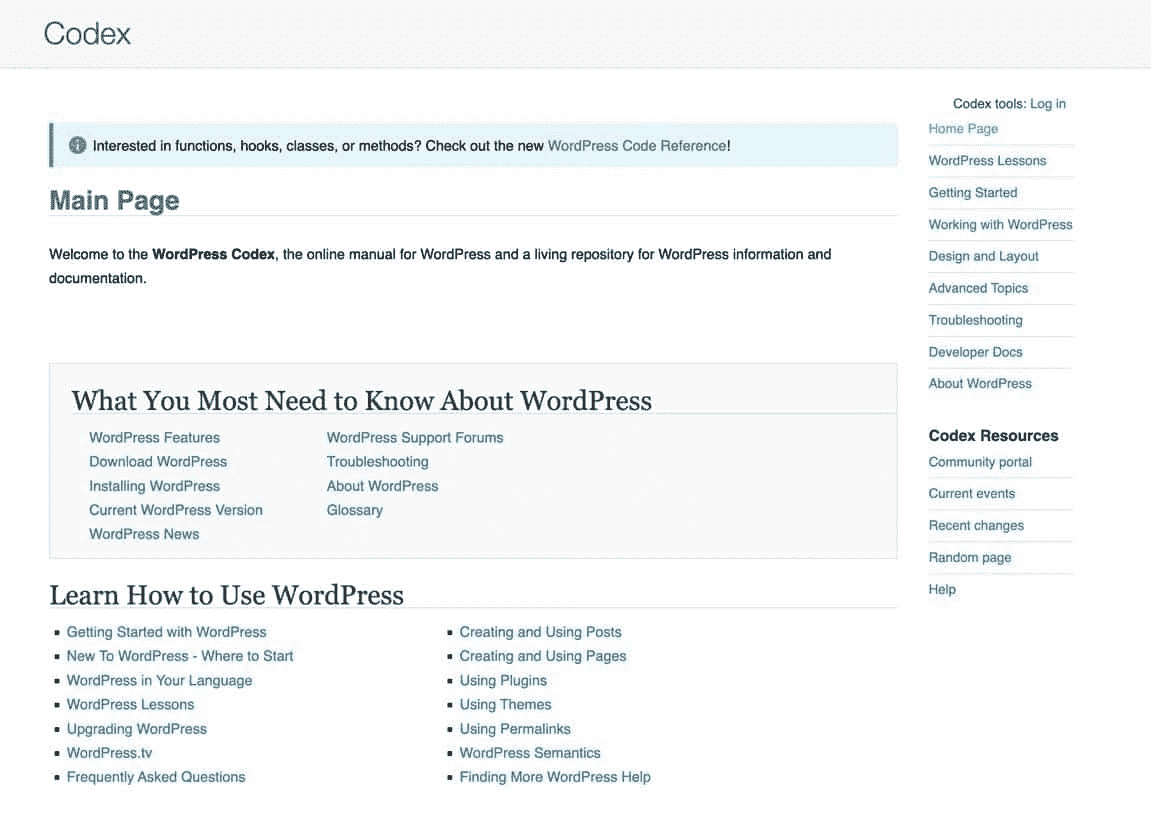 Codex
Codex tools: Log in
Interested in functions, hooks, classes, or methods? Check out the new WordPress Code Reference!
Main Page
Welcome to the WordPress Codex, the online manual for WordPress and a living repository for WordPress information and
documentation.
What You Most Need to Know About WordPress
WordPress Features
Download WordPress
Installing WordPress
Current WordPress Version
WordPress News
WordPress Support Forums
Troubleshooting
About WordPress
Glossary
Learn How to Use WordPress
Getting Started with WordPress
New To WordPress - Where to Start
WordPress in Your Language
WordPress Lessons
Upgrading WordPress
WordPress.tv
Frequently Asked Questions
Creating and Using Posts
Creating and Using Pages
Using Plugins
Using Themes
Using Permalinks
WordPress Semantics
Finding More WordPress Help
Home Page
WordPress Lessons
Getting Started
Working with WordPress
Design and Layout
Advanced Topics
Troubleshooting
Developer Docs
About WordPress
Codex Resources
Community portal
Current events
Recent changes
Random page
Help